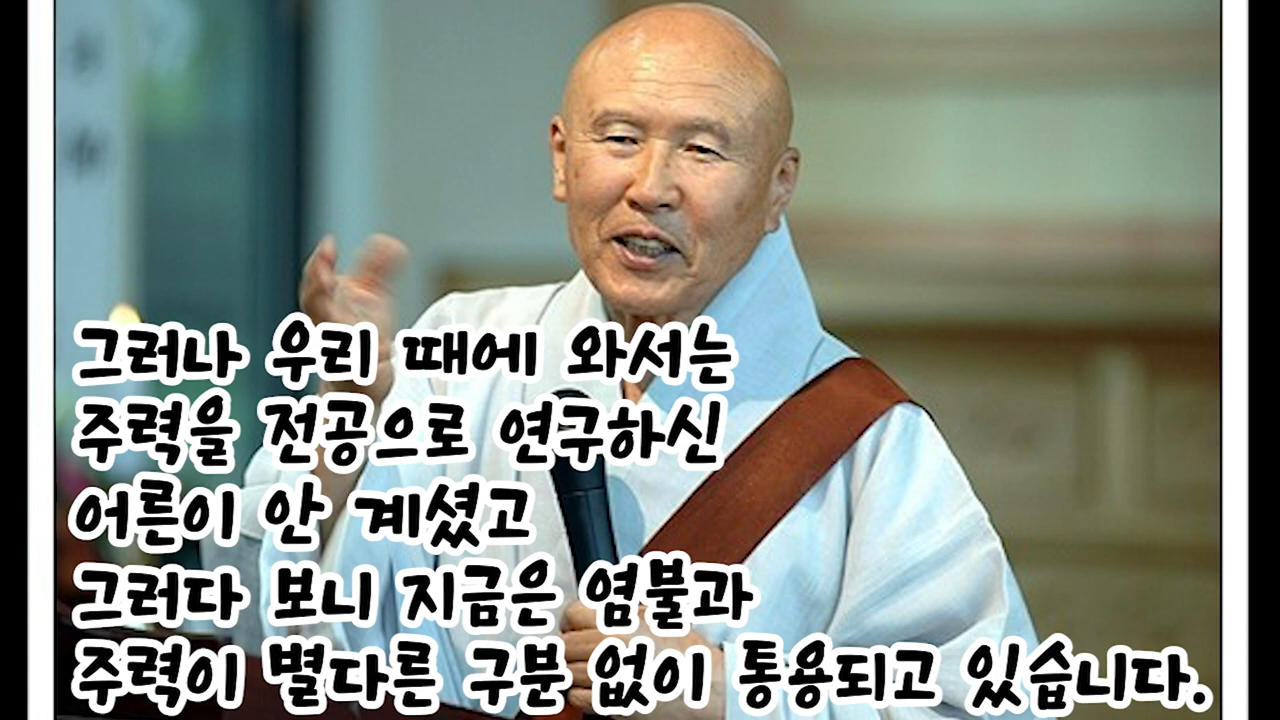 그러나 우리 때에 와서는
주력을 전공으로 연구하신
어른이 안 계셨고
그러다 보니 지금은 염불과
주력이 별다른 구분 없이 통용되고 있습니다.